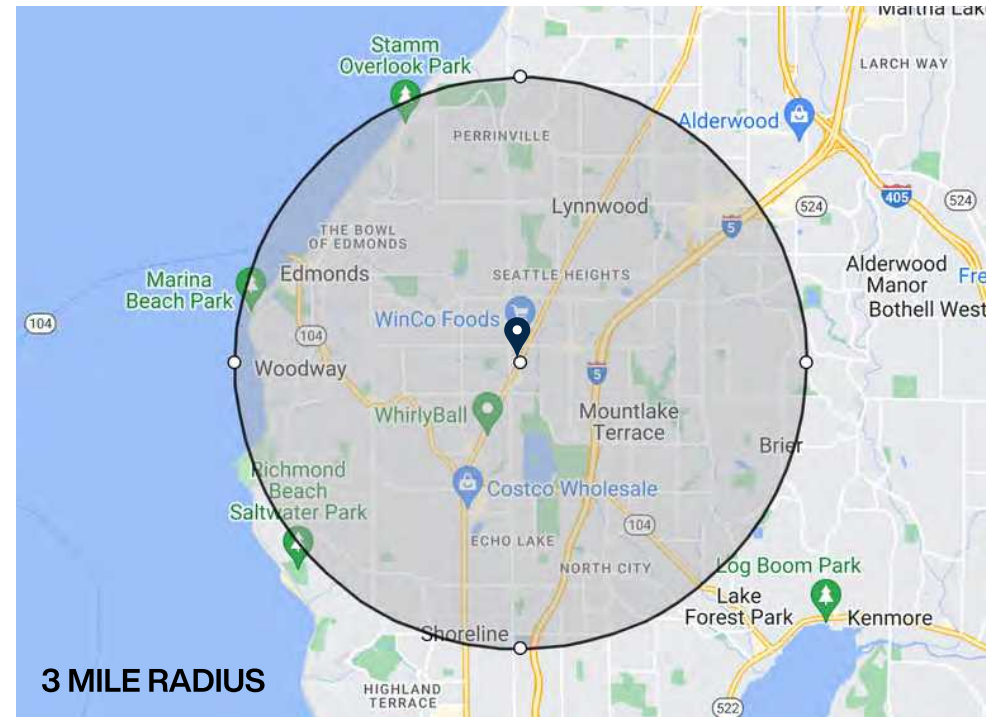 Martha Lake
Stamm
Overlook Park
LARCH WAY
Alderwood
PERRINVILLE
405
524
524
Lynnwood
5
THE BOWL
OF EDMONDS
Edmonds
SEATTLE HEIGHTS
Alderwood
Manor
Fre
Marina
Beach Park
Bothell West
104
WinCo Foods
104
Woodway
5
WhirlyBall
Mountlake
Terrace
Brier
Richmond
Beach
Saltwater Park
Costco Wholesale
104
ECHO LAKE
NORTH CITY
Log Boom Park
Lake
Forest Park
Kenmore
Shoreline
3 MILE RADIUS
HIGHLAND
TERRACE
522